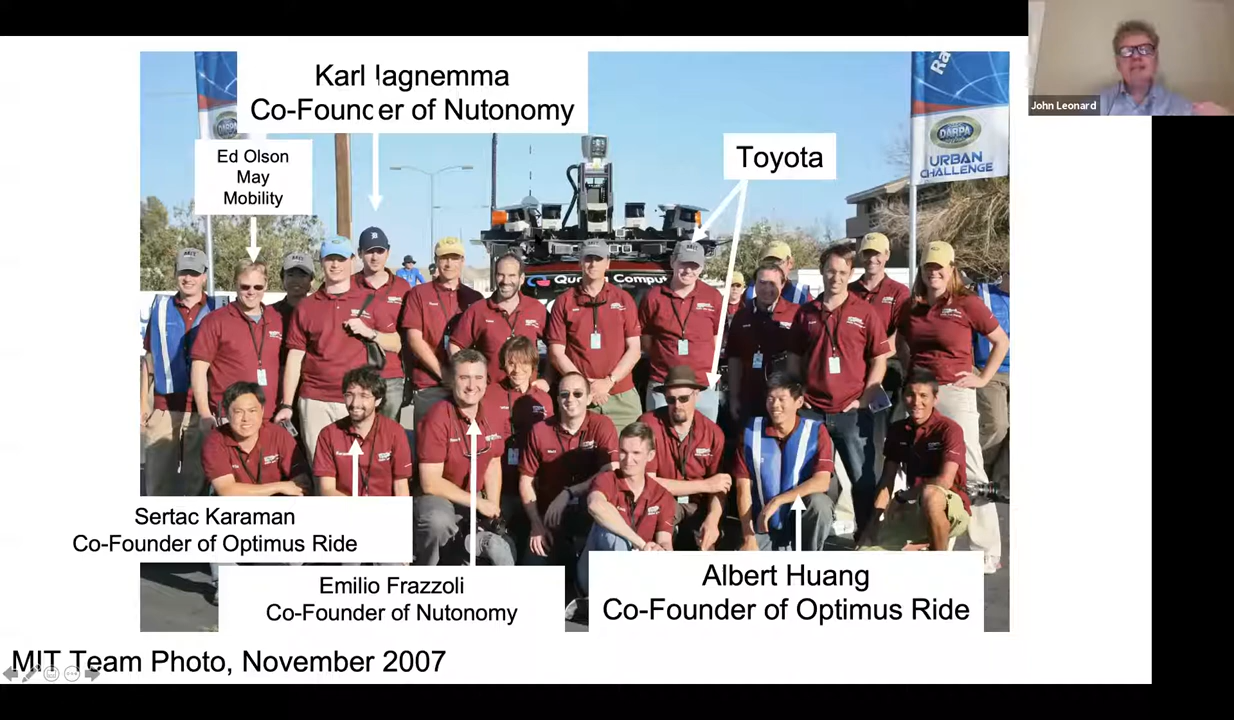 Karl Iagnemma
Co-Founder of Nutonomy
Ed Olson
May
Mobility
Toyota
DARPA
URBAN
CHALLENGE
John Leonard
Sertac Karaman
Co-Founder of Optimus Ride
Emilio Frazzoli
Co-Founder of Nutonomy
Albert Huang
Co-Founder of Optimus Ride
MIT Team Photo, November 2007